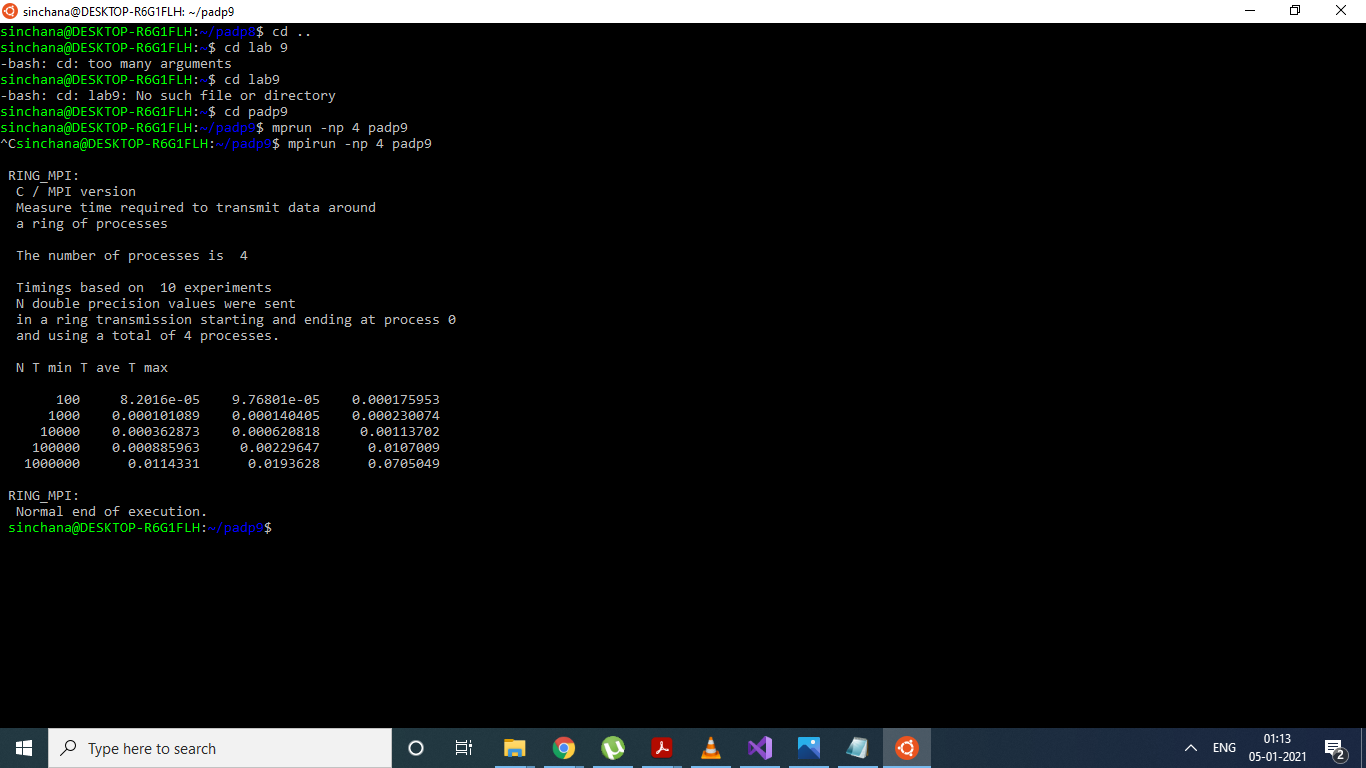 sinchana@DESKTOP-R6G1FLH: ~/padp9
sinchana@DESKTOP-R6G1FLH:~/padp8$ cd ..
sinchana@DESKTOP-R6G1FLH:~$ cd lab 9
-bash: cd: too many arguments
sinchana@DESKTOP-R6G1FLH:~$ cd lab9
-bash: cd: lab9: No such file or directory
sinchana@DESKTOP-R6G1FLH:~$ cd padp9
sinchana@DESKTOP-R6G1FLH:~/padp9$ mprun -np 4 padp9
^Csinchana@DESKTOP-R6G1FLH:~/padp9$ mpirun -np 4 padp9
RING_MPI:
C / MPI version
Measure time required to transmit data around
a ring of processes
The number of processes is  4
Timings based on  10 experiments
N double precision values were sent
in a ring transmission starting and ending at process 0
and using a total of 4 processes.
N T min T ave T max
100 8.2016e-05 9.76801e-05 0.000175953
1000 0.000101089 0.000140405 0.000230074
10000 0.000362873 0.000620818 0.00113702
100000 0.000885963 0.00229647 0.0107009
1000000 0.0114331 0.0193628 0.0705049
RING_MPI:
Normal end of execution.
sinchana@DESKTOP-R6G1FLH:~/padp9$
Type here to search
ENG
01:13
05-01-2021
2